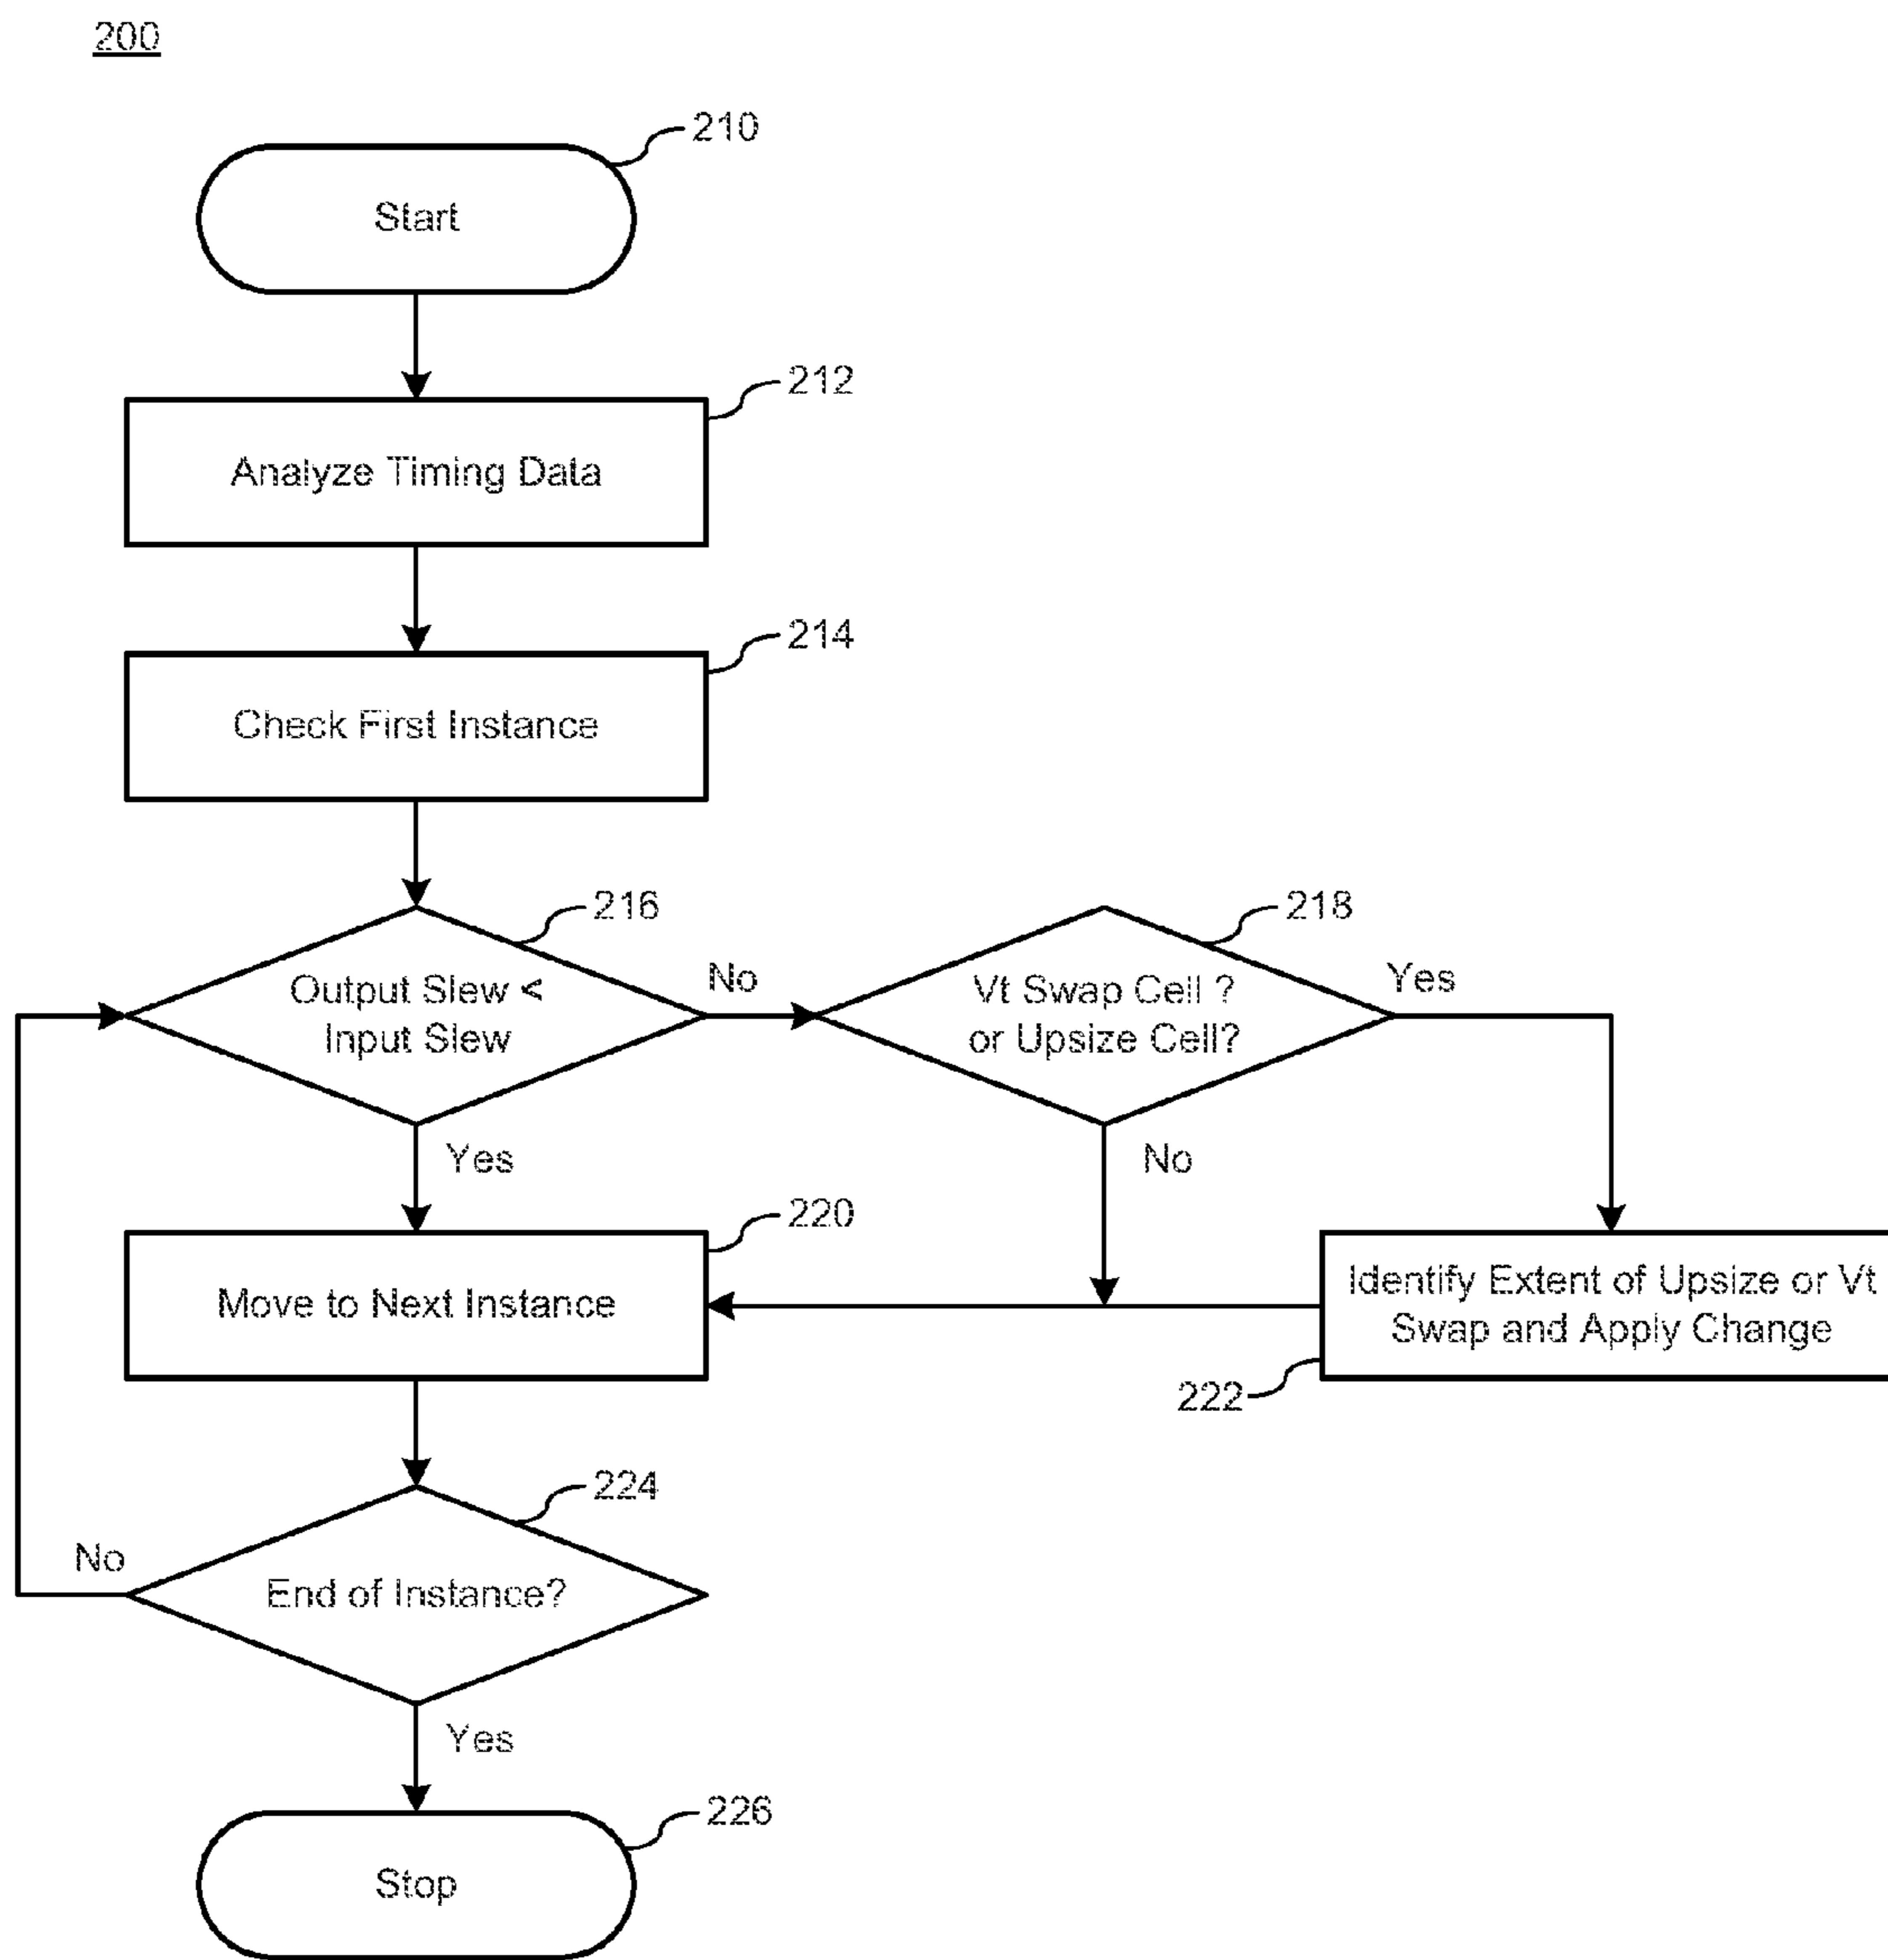 200
210
Start
212
Analyze Timing Data
214
Check First Instance
216
Output Slew <
Input Slew
No
218
Vt Swap Cell ?
or Upsize Cell?
Yes
Yes
No
220
Move to Next Instance
Identify Extent of Upsize or Vt
Swap and Apply Change
222
224
No
End of Instance?
Yes
226
Stop